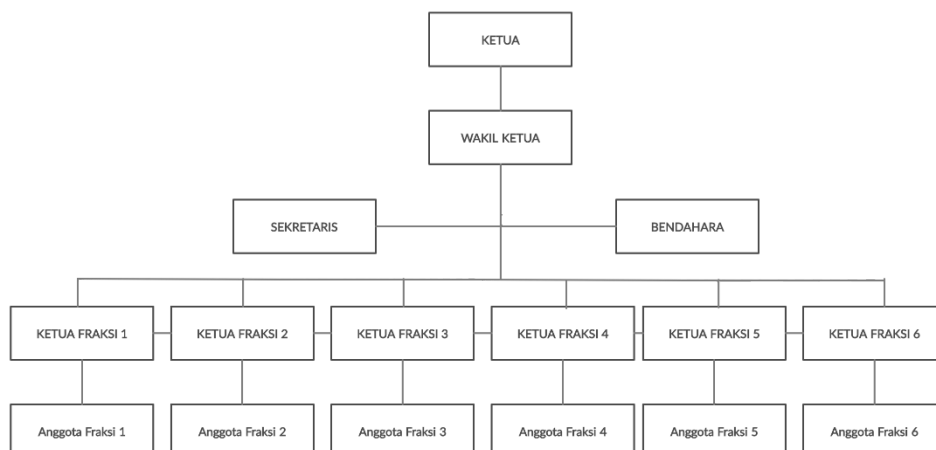 KETUA
WAKIL KETUA
SEKRETARIS
BENDAHARA
KETUA FRAKSI 1
KETUA FRAKSI 2
KETUA FRAKSI 3
KETUA FRAKSI 4
KETUA FRAKSI 5
KETUA FRAKSI 6
Anggota Fraksi 1
Anggota Fraksi 2
Anggota Fraksi 3
Anggota Fraksi 4
Anggota Fraksi 5
Anggota Fraksi 6